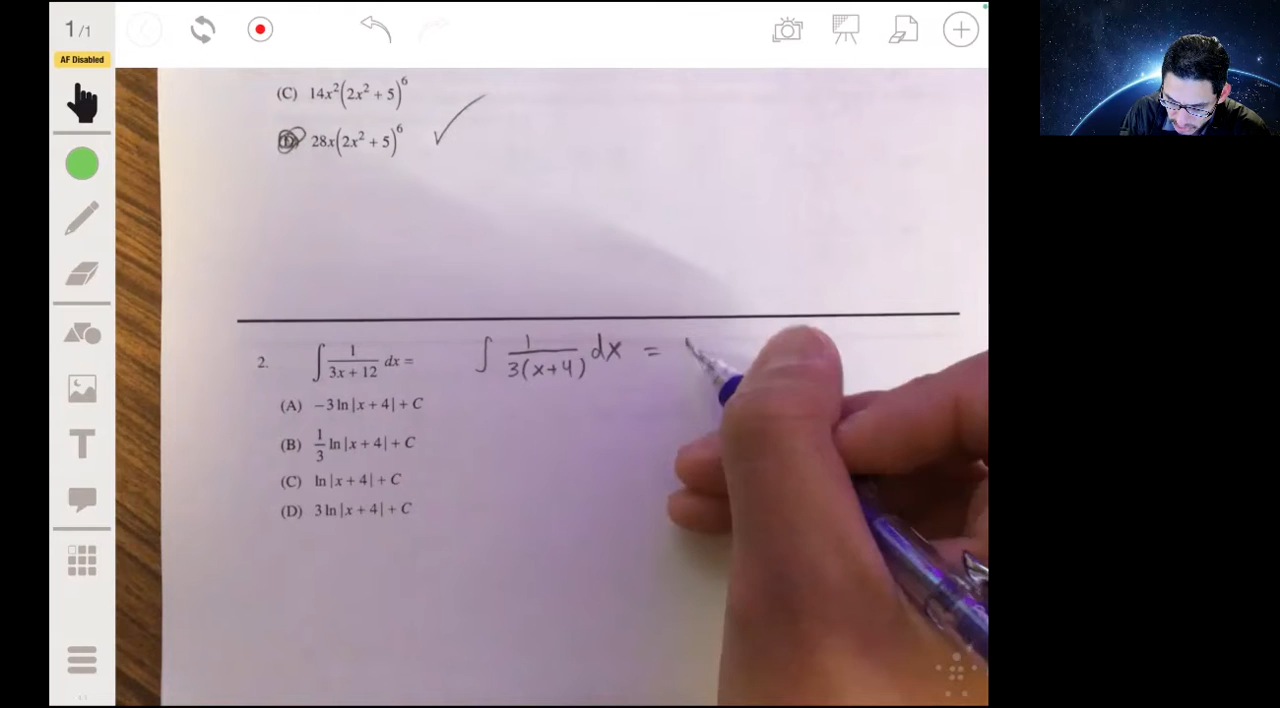 1/1
AF Disabled
(C) 14x²(2x² + 5)⁶
28x(2x² + 5)⁶
2. ∫ 1/(3x + 12) dx =
∫ 1/(3(x+4)) dx =
(A) −3 ln|x + 4| + C
(B) 1/3 ln|x + 4| + C
(C) ln|x + 4| + C
(D) 3 ln|x + 4| + C
T